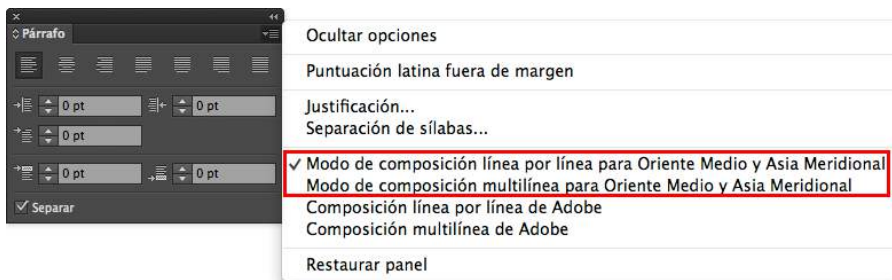 Párrafo
0 pt
0 pt
0 pt
0 pt
0 pt
Separar
Ocultar opciones
Puntuación latina fuera de margen
Justificación...
Separación de sílabas...
Modo de composición línea por línea para Oriente Medio y Asia Meridional
Modo de composición multilínea para Oriente Medio y Asia Meridional
Composición línea por línea de Adobe
Composición multilínea de Adobe
Restaurar panel